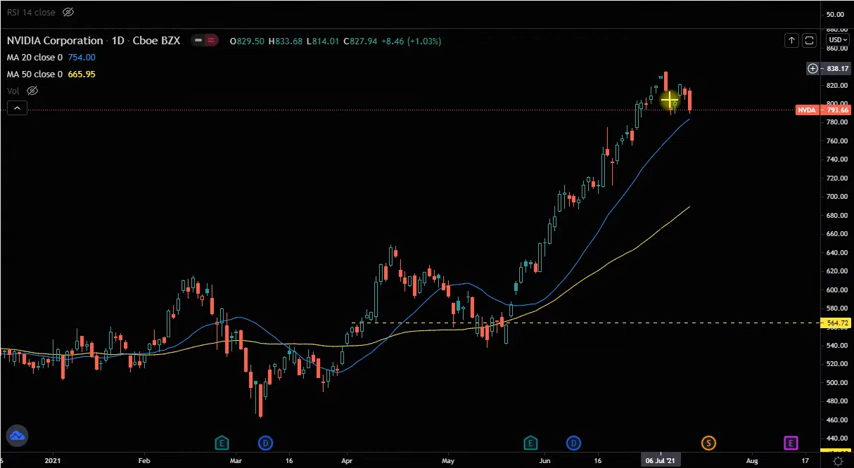 RSI 14 close
NVIDIA Corporation · 1D · Cboe BZX
O829.50 H833.68 L814.01 C827.94 +8.46 (+1.03%)
MA 20 close 0 754.00
MA 50 close 0 665.95
Vol
50.00
USD
860.00
838.17
820.00
800.00
NVDA 793.66
780.00
760.00
740.00
720.00
700.00
680.00
660.00
640.00
620.00
600.00
580.00
564.72
540.00
520.00
500.00
480.00
460.00
440.00
E D E D S E
2021 Feb Mar 16 Apr May Jun 16 06 Jul '21 Aug 17